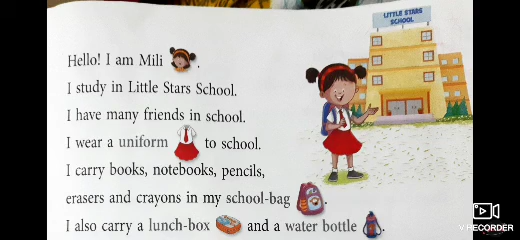 LITTLE STARS
SCHOOL
Hello! I am Mili .
I study in Little Stars School.
I have many friends in school.
I wear a uniform to school.
I carry books, notebooks, pencils,
erasers and crayons in my school-bag .
I also carry a lunch-box and a water bottle .
V RECORDER